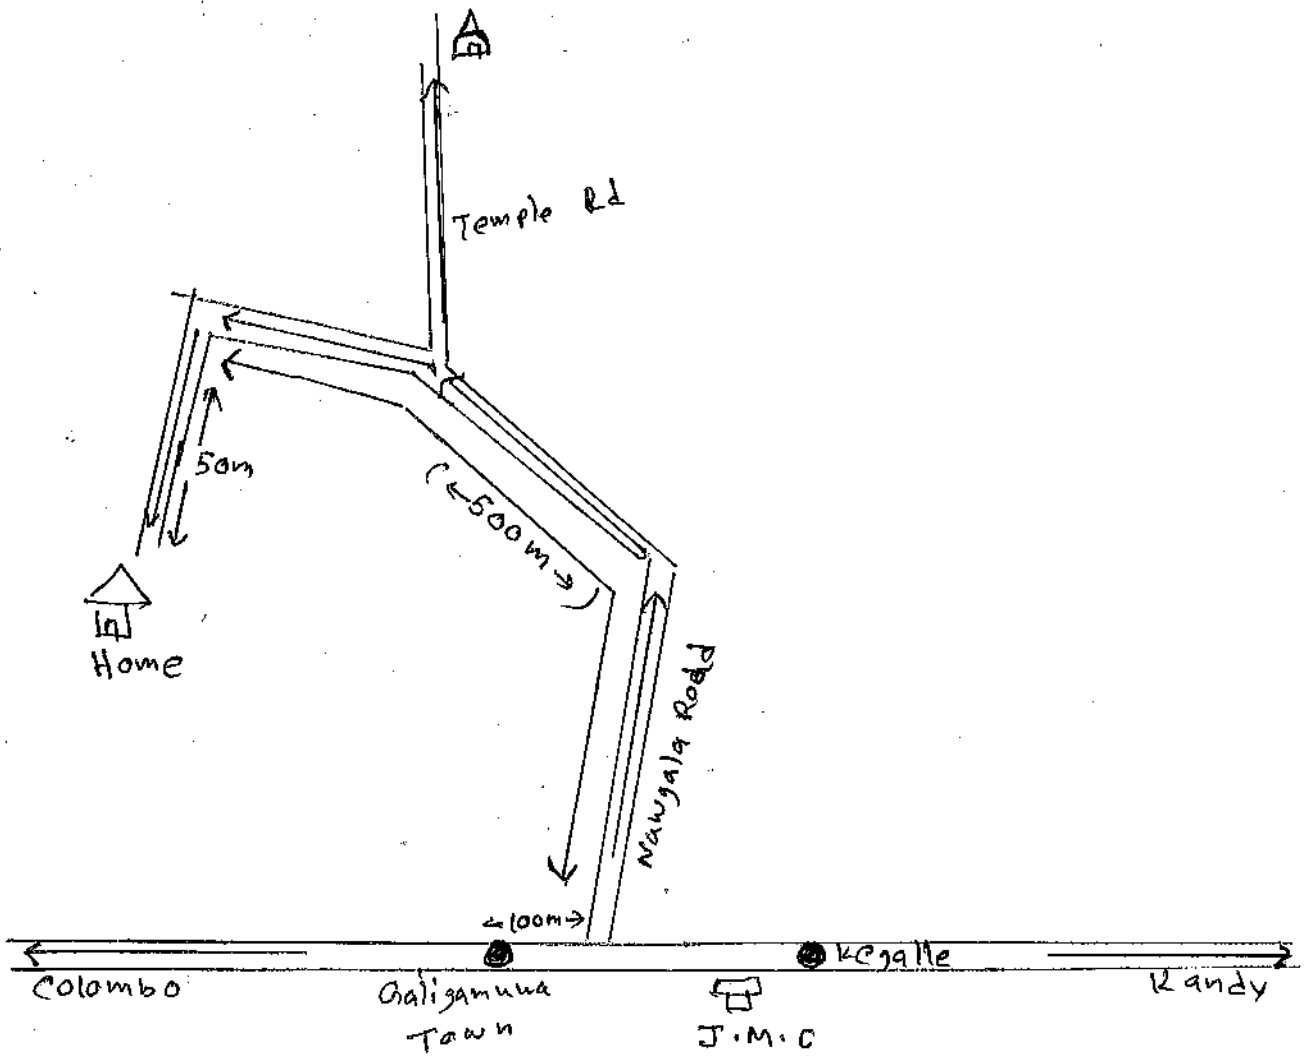 Temple Rd
50m
500m
Home
Nawgala Road
100m
Kegalle
Colombo
Galigamuwa
Town
Kandy
J.M.C